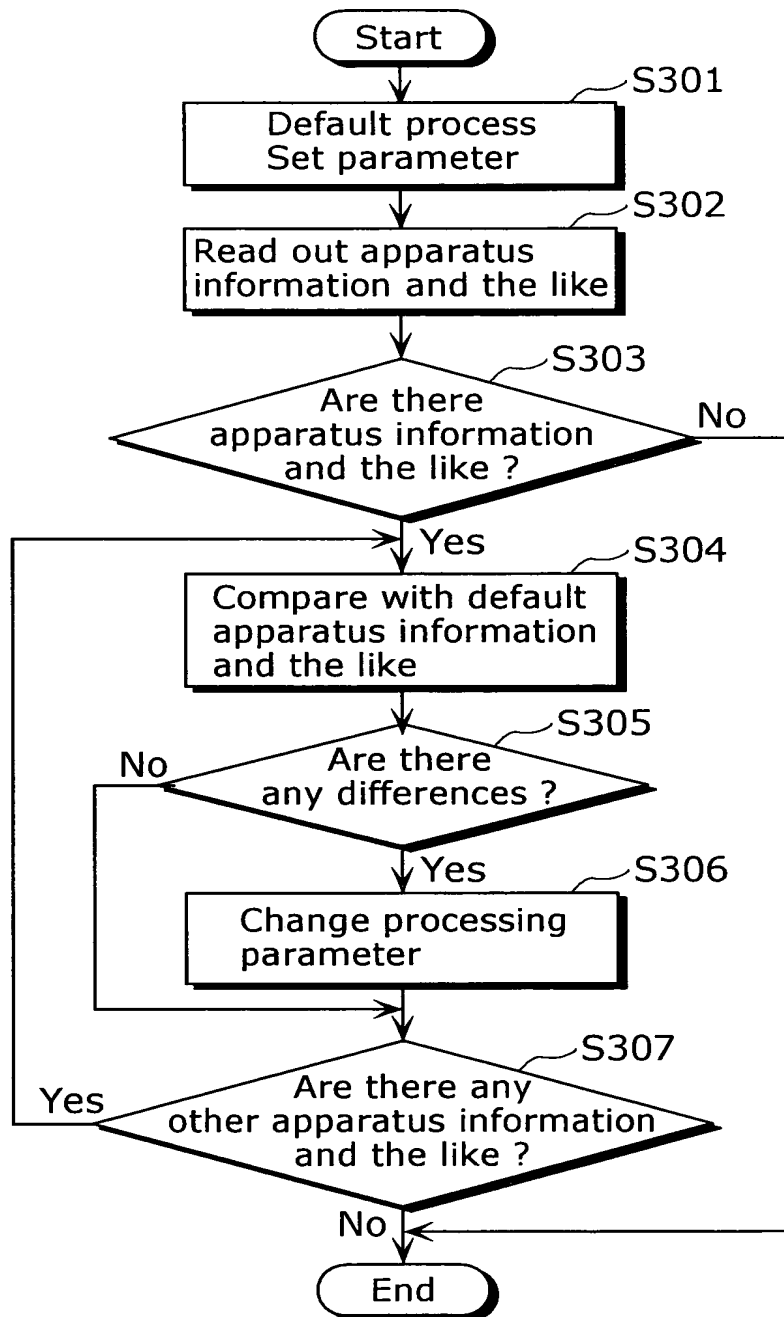 Start
S301
Default process
Set parameter
S302
Read out apparatus
information and the like
S303
Are there
apparatus information
and the like ?
No
Yes
S304
Compare with default
apparatus information
and the like
S305
Are there
any differences ?
No
Yes
S306
Change processing
parameter
S307
Are there any
other apparatus information
and the like ?
Yes
No
End